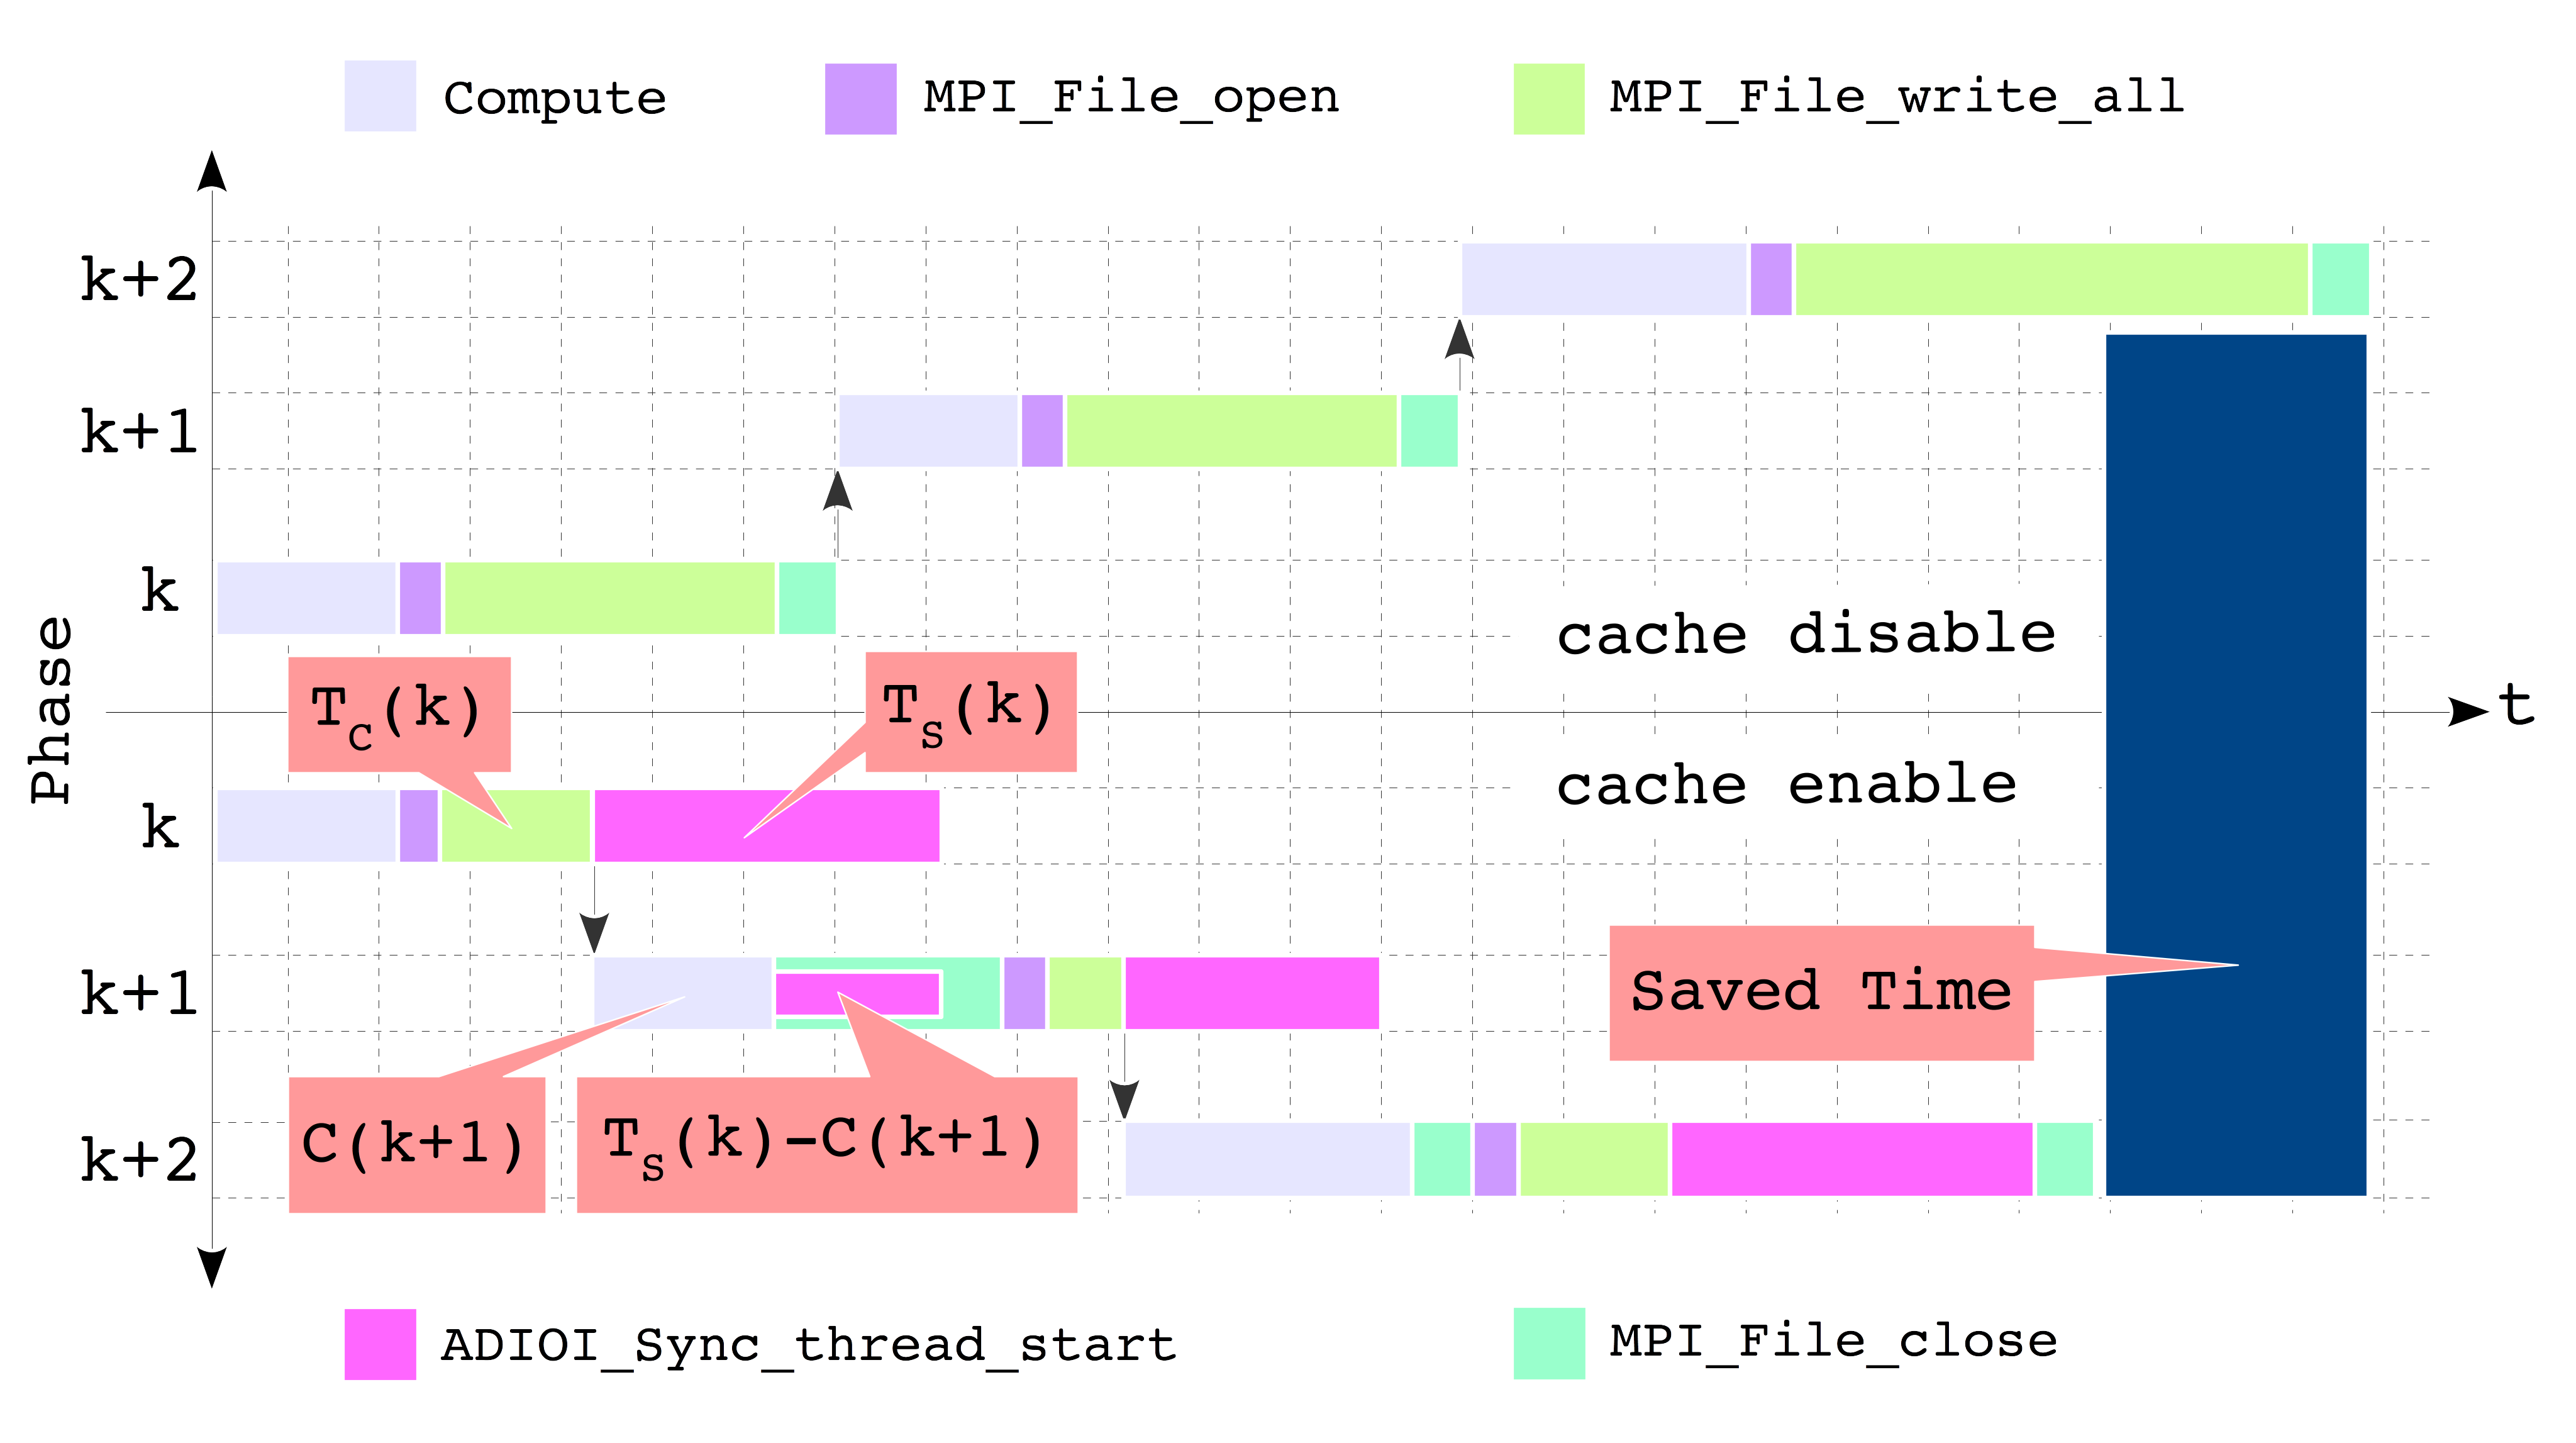 Compute
MPI_File_open
MPI_File_write_all
k+2
k+1
k
cache disable
Phase
T_C(k)
T_S(k)
t
cache enable
k
k+1
Saved Time
C(k+1)
T_S(k)-C(k+1)
k+2
ADIOI_Sync_thread_start
MPI_File_close